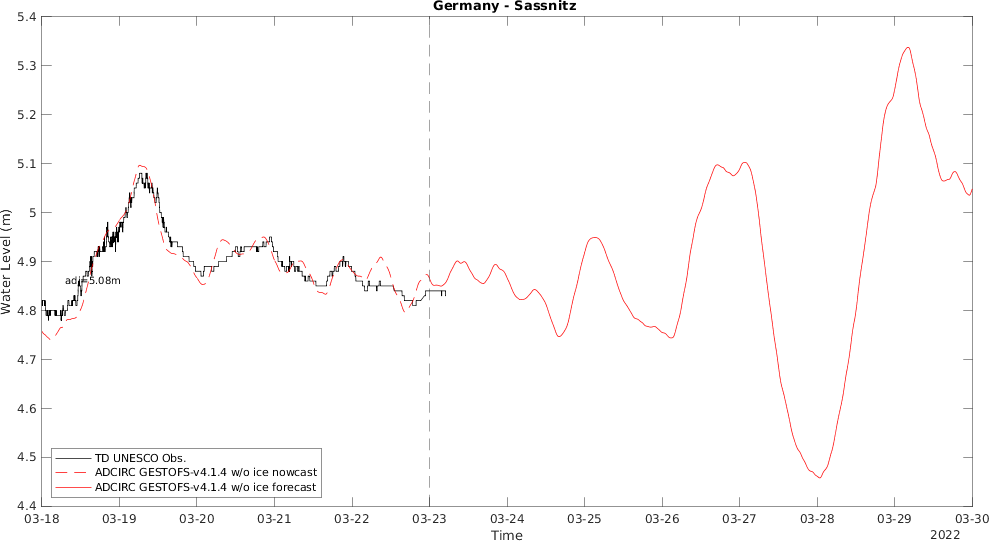 Germany - Sassnitz
5.4
5.3
5.2
5.1
5
4.9
4.8
4.7
4.6
4.5
4.4
Water Level (m)
adj=5.08m
TD UNESCO Obs.
ADCIRC GESTOFS-v4.1.4 w/o ice nowcast
ADCIRC GESTOFS-v4.1.4 w/o ice forecast
03-18 03-19 03-20 03-21 03-22 03-23 03-24 03-25 03-26 03-27 03-28 03-29 03-30
Time
2022